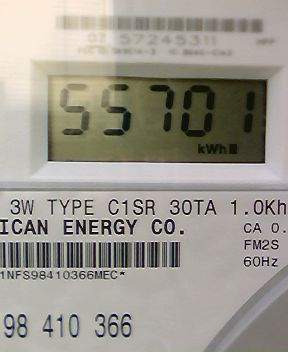 02 57245311
55701
kWh
3W TYPE C1SR 30TA 1.0Kh
ICAN ENERGY CO.
CA 0.
FM2S
1NFS98410366MEC*
60Hz
98 410 366